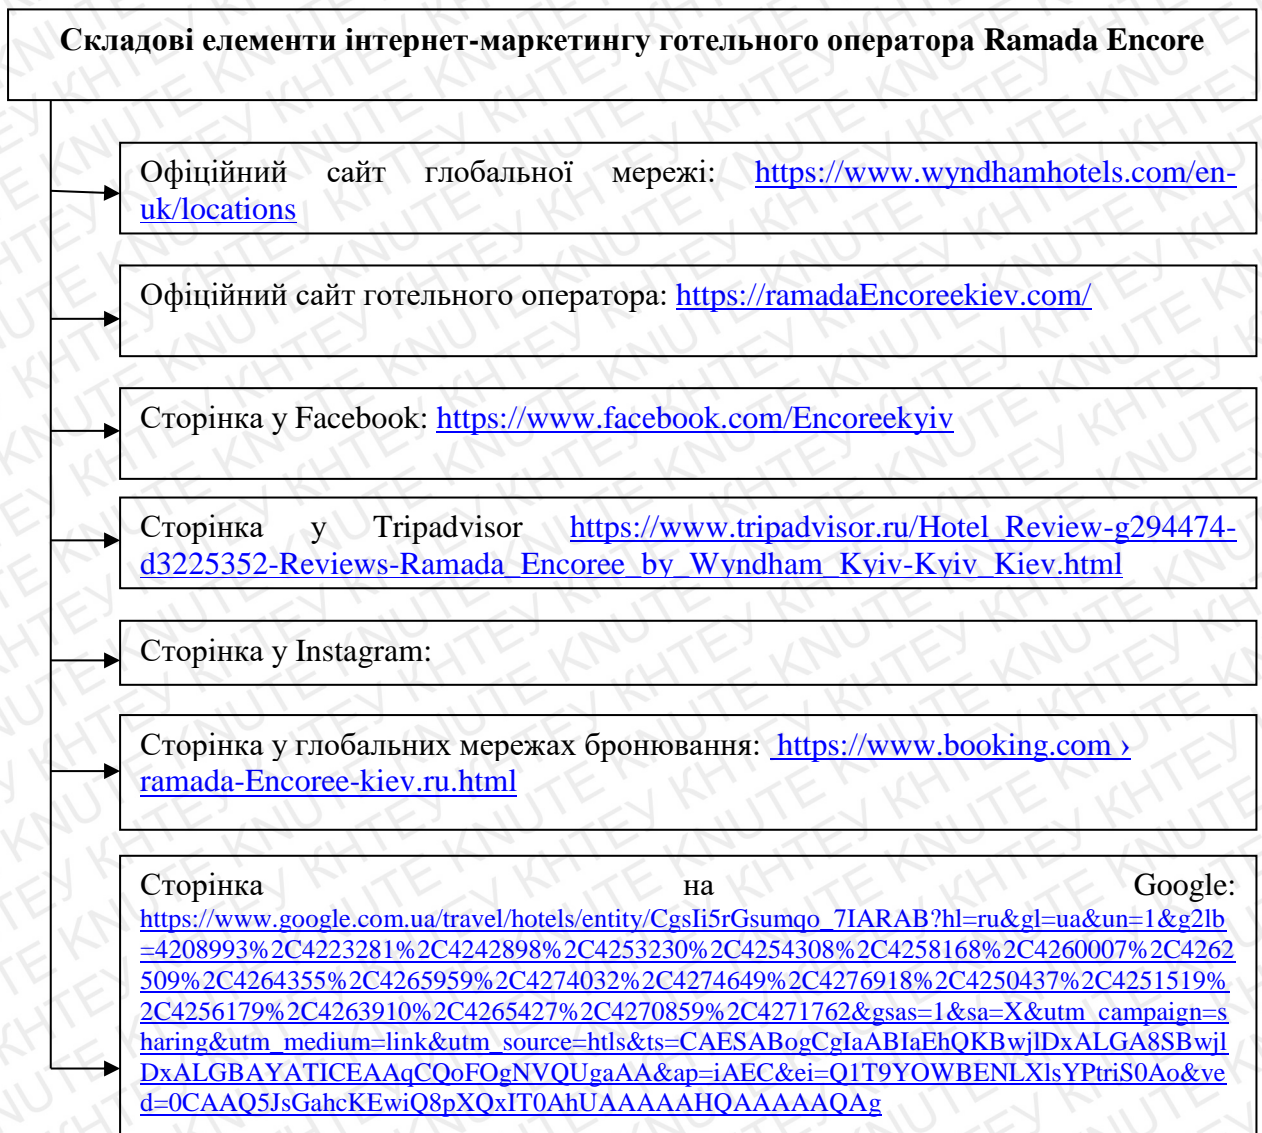 Складові елементи інтернет-маркетингу готельного оператора Ramada Encore
Офіційний сайт глобальної мережі: https://www.wyndhamhotels.com/en-
uk/locations
Офіційний сайт готельного оператора: https://ramadaEncoreekiev.com/
Сторінка у Facebook: https://www.facebook.com/Encoreekyiv
Сторінка у Tripadvisor https://www.tripadvisor.ru/Hotel_Review-g294474-
d3225352-Reviews-Ramada_Encoree_by_Wyndham_Kyiv-Kyiv_Kiev.html
Сторінка у Instagram:
Сторінка у глобальних мережах бронювання: https://www.booking.com ›
ramada-Encoree-kiev.ru.html
Сторінка на Google:
https://www.google.com.ua/travel/hotels/entity/CgsIi5rGsumqo_7IARAB?hl=ru&gl=ua&un=1&g2lb
=4208993%2C4223281%2C4242898%2C4253230%2C4254308%2C4258168%2C4260007%2C4262
509%2C4264355%2C4265959%2C4274032%2C4274649%2C4276918%2C4250437%2C4251519%
2C4256179%2C4263910%2C4265427%2C4270859%2C4271762&gsas=1&sa=X&utm_campaign=s
haring&utm_medium=link&utm_source=htls&ts=CAESABogCgIaABIaEhQKBwjlDxALGA8SBwjl
DxALGBAYATICEAAqCQoFOgNVQUgaAA&ap=iAEC&ei=Q1T9YOWBENLXlsYPtriS0Ao&ve
d=0CAAQ5JsGahcKEwiQ8pXQxIT0AhUAAAAAHQAAAAAQAg